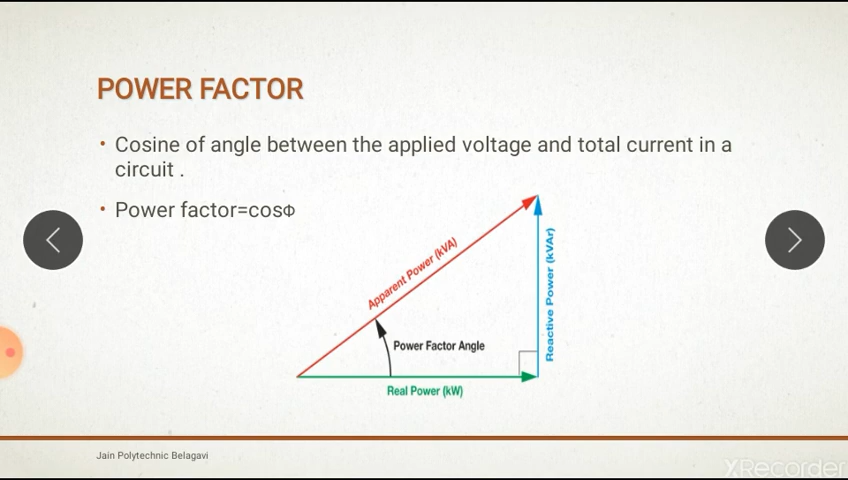 POWER FACTOR
• Cosine of angle between the applied voltage and total current in a
circuit .
• Power factor=cosΦ
Apparent Power (kVA)
Reactive Power (kVAr)
Power Factor Angle
Real Power (kW)
Jain Polytechnic Belagavi
XRecorder